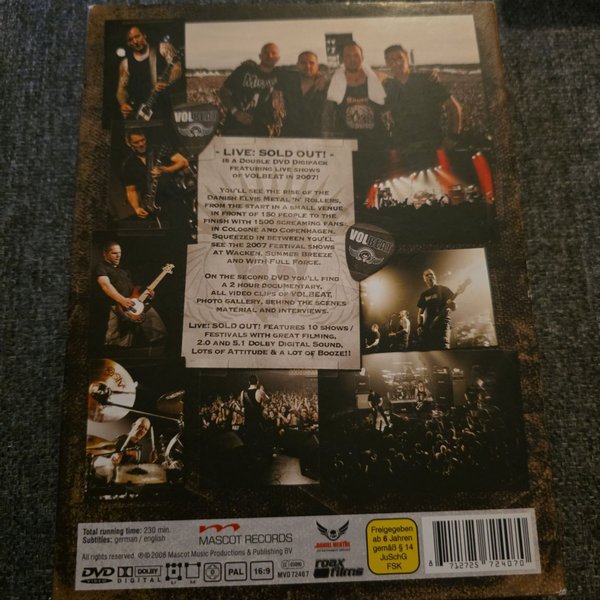 VOLBEAT
- LIVE: SOLD OUT! -
IS A DOUBLE DVD DIGIPACK
FEATURING LIVE SHOWS
OF VOLBEAT IN 2007!
YOU'LL SEE THE RISE OF THE
DANISH ELVIS METAL 'N' ROLLERS,
FROM THE START IN A SMALL VENUE
IN FRONT OF 150 PEOPLE TO THE
FINISH WITH 1500 SCREAMING FANS
IN COLOGNE AND COPENHAGEN.
SQUEEZED IN BETWEEN YOU'LL
SEE THE 2007 FESTIVAL SHOWS
AT WACKEN, SUMMER BREEZE
AND WITH FULL FORCE.
ON THE SECOND DVD YOU'LL FIND
A 2 HOUR DOCUMENTARY,
ALL VIDEO CLIPS OF VOLBEAT,
PHOTO GALLERY, BEHIND THE SCENES
MATERIAL AND INTERVIEWS.
LIVE: SOLD OUT! FEATURES 10 SHOWS /
FESTIVALS WITH GREAT FILMING,
2.0 AND 5.1 DOLBY DIGITAL SOUND,
LOTS OF ATTITUDE & A LOT OF BOOZE!!
VOLBEAT
Total running time: 230 min.
Subtitles: german / english
All rights reserved. ℗©2008 Mascot Music Productions & Publishing BV
MASCOT RECORDS
DVD VIDEO
DOLBY DIGITAL
0
PAL
16:9
MVD 72407
roax films
Freigegeben
ab 6 Jahren
gemäß § 14
JuSchG
FSK
8 712725 724070